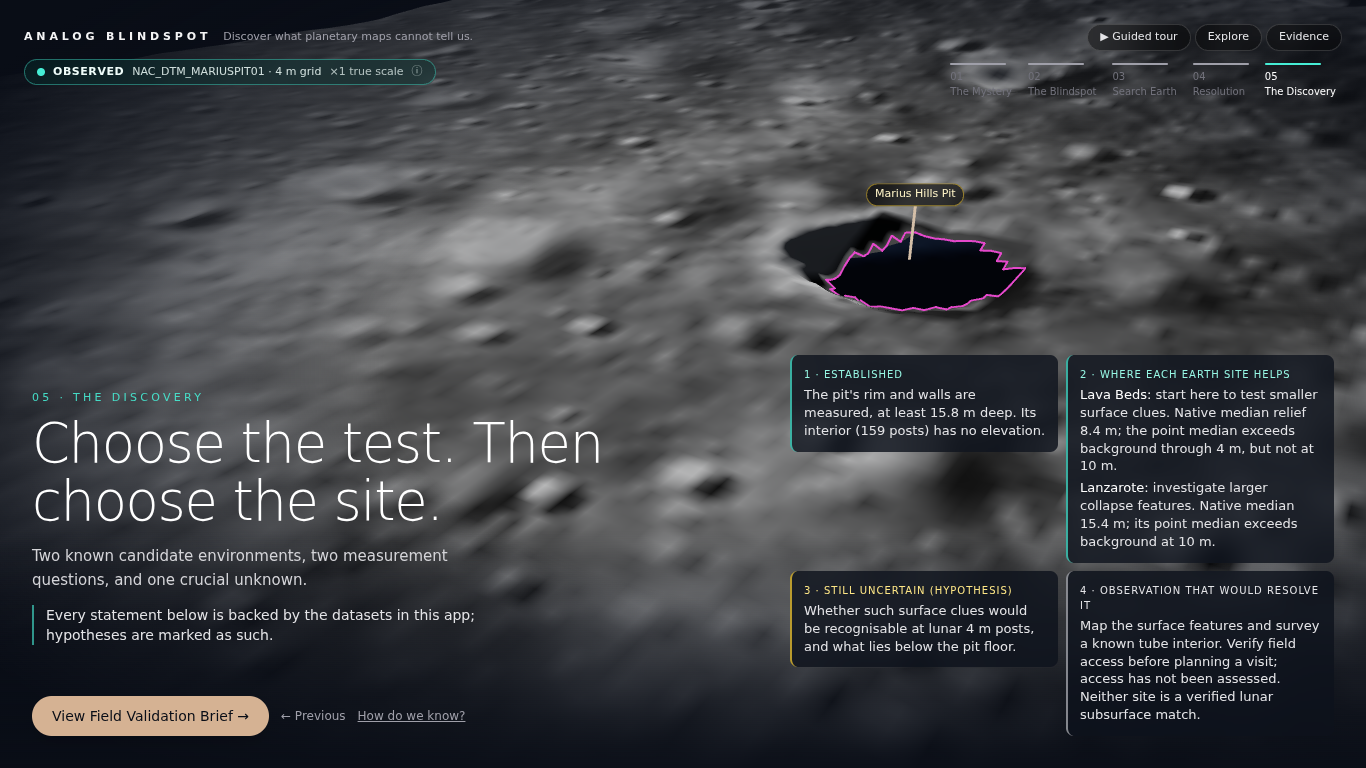 ANALOG BLINDSPOT Discover what planetary maps cannot tell us.
▶ Guided tour Explore Evidence
OBSERVED NAC_DTM_MARIUSPIT01 · 4 m grid ×1 true scale ⓘ
01 02 03 04 05
The Mystery The Blindspot Search Earth Resolution The Discovery
Marius Hills Pit
05 · THE DISCOVERY
Choose the test. Then
choose the site.
Two known candidate environments, two measurement
questions, and one crucial unknown.
Every statement below is backed by the datasets in this app;
hypotheses are marked as such.
View Field Validation Brief → ← Previous How do we know?
1 · ESTABLISHED
The pit's rim and walls are
measured, at least 15.8 m deep. Its
interior (159 posts) has no elevation.
2 · WHERE EACH EARTH SITE HELPS
Lava Beds: start here to test smaller
surface clues. Native median relief
8.4 m; the point median exceeds
background through 4 m, but not at
10 m.
Lanzarote: investigate larger
collapse features. Native median
15.4 m; its point median exceeds
background at 10 m.
3 · STILL UNCERTAIN (HYPOTHESIS)
Whether such surface clues would
be recognisable at lunar 4 m posts,
and what lies below the pit floor.
4 · OBSERVATION THAT WOULD RESOLVE
IT
Map the surface features and survey
a known tube interior. Verify field
access before planning a visit;
access has not been assessed.
Neither site is a verified lunar
subsurface match.